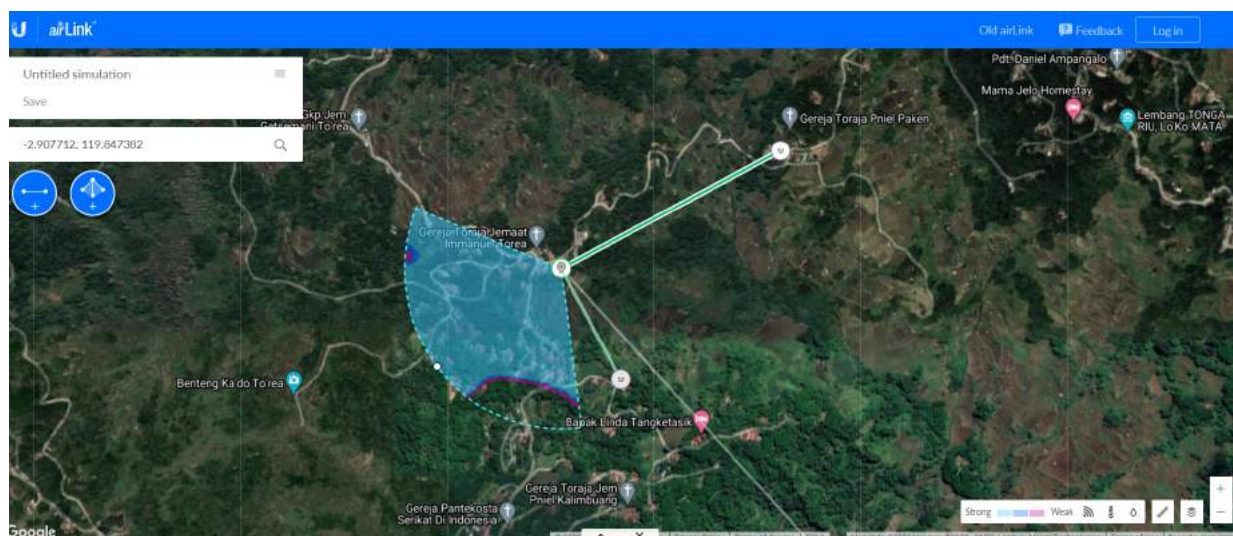 airLink
Old airLink
Feedback
Log in
Untitled simulation
Save
-2.907712, 119.847382
Pdt. Daniel Ampangalo
Mama Jelo Homestay
Lembang TONGA
RIU, LoKo MATA
Gereja Toraja Pniel Paken
Gkp Jem
Getsemani To'rea
Gereja Toraja Jemaat
Immanuel Torea
Benteng Ka'do To'rea
Bapak Linda Tangketasik
Gereja Toraja Jem
Pniel Kalimbuang
Gereja Pantekosta
Serikat Di Indonesia
Strong
Weak
Google